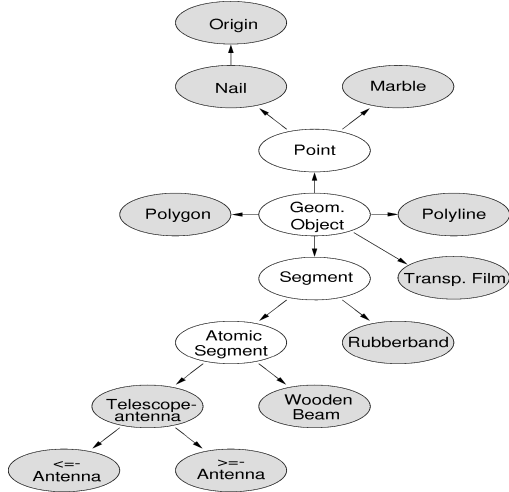 Origin
Nail
Marble
Point
Polygon
Geom.
Object
Polyline
Segment
Transp. Film
Atomic
Segment
Rubberband
Telescope-
antenna
Wooden
Beam
<=-
Antenna
>=-
Antenna